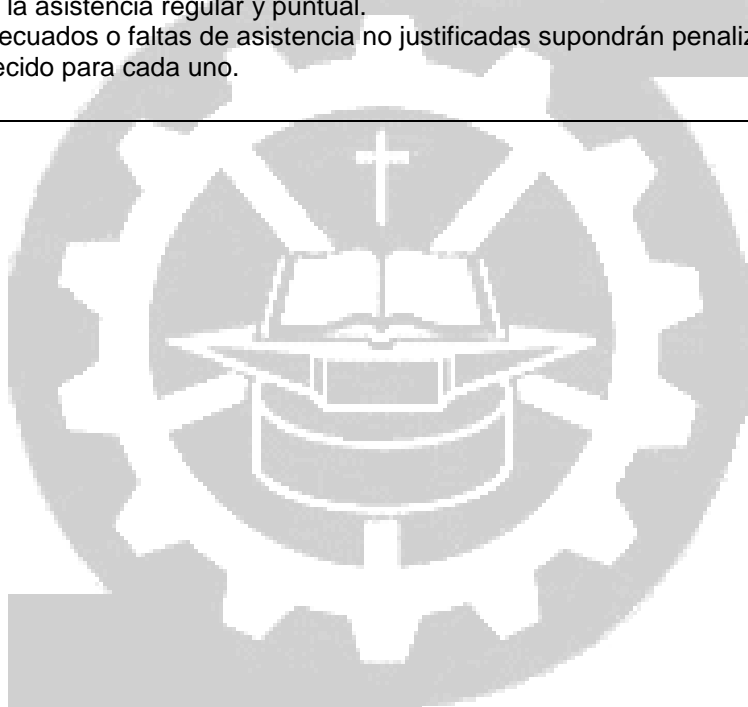 la asistencia regular y puntual.
ecuados o faltas de asistencia no justificadas supondrán penaliz
ecido para cada uno.